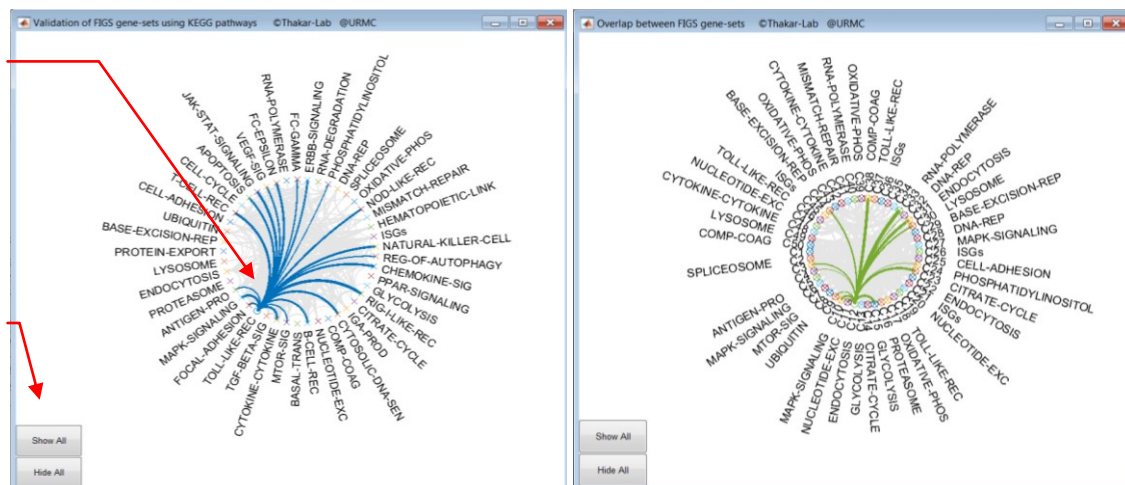 Validation of FIGS gene-sets using KEGG pathways ©Thakar-Lab @URMC
JAK-STAT-SIGNALING
VEGF-SIG
FC-EPSILON
RNA-POLYMERASE
FC-GAMMA
ERBB-SIGNALING
RNA-DEGRADATION
PHOSPHATIDYLINOSITOL
DNA-REP
SPLICEOSOME
OXIDATIVE-PHOS
NOD-LIKE-REC
MISMATCH-REPAIR
HEMATOPOIETIC-LINK
ISGs
NATURAL-KILLER-CELL
REG-OF-AUTOPHAGY
CHEMOKINE-SIG
PPAR-SIGNALING
GLYCOLYSIS
RIG-I-LIKE-REC
CITRATE-CYCLE
IGA-PROD
CYTOSOLIC-DNA-SEN
COMP-COAG
NUCLEOTIDE-EXC
B-CELL-REC
BASAL-TRANS
MTOR-SIG
CYTOKINE-CYTOKINE
TGF-BETA-SIG
TOLL-LIKE-REC
FOCAL-ADHESION
MAPK-SIGNALING
ANTIGEN-PRO
PROTEASOME
ENDOCYTOSIS
LYSOSOME
PROTEIN-EXPORT
BASE-EXCISION-REP
UBIQUITIN
CELL-ADHESION
T-CELL-REC
CELL-CYCLE
APOPTOSIS
Show All
Hide All
Overlap between FIGS gene-sets ©Thakar-Lab @URMC
CYTOKINE-CYTOKINE
MISMATCH-REPAIR
RNA-POLYMERASE
OXIDATIVE-PHOS
COMP-COAG
TOLL-LIKE-REC
ISGs
RNA-POLYMERASE
DNA-REP
ENDOCYTOSIS
LYSOSOME
BASE-EXCISION-REP
DNA-REP
MAPK-SIGNALING
ISGs
CELL-ADHESION
PHOSPHATIDYLINOSITOL
CITRATE-CYCLE
ENDOCYTOSIS
ISGs
NUCLEOTIDE-EXC
TOLL-LIKE-REC
OXIDATIVE-PHOS
PROTEASOME
GLYCOLYSIS
CITRATE-CYCLE
GLYCOLYSIS
ENDOCYTOSIS
NUCLEOTIDE-EXC
MAPK-SIGNALING
UBIQUITIN
MTOR-SIG
MAPK-SIGNALING
ANTIGEN-PRO
SPLICEOSOME
COMP-COAG
LYSOSOME
CYTOKINE-CYTOKINE
NUCLEOTIDE-EXC
TOLL-LIKE-REC
ISGs
BASE-EXCISION-REP
OXIDATIVE-PHOS
Show All
Hide All